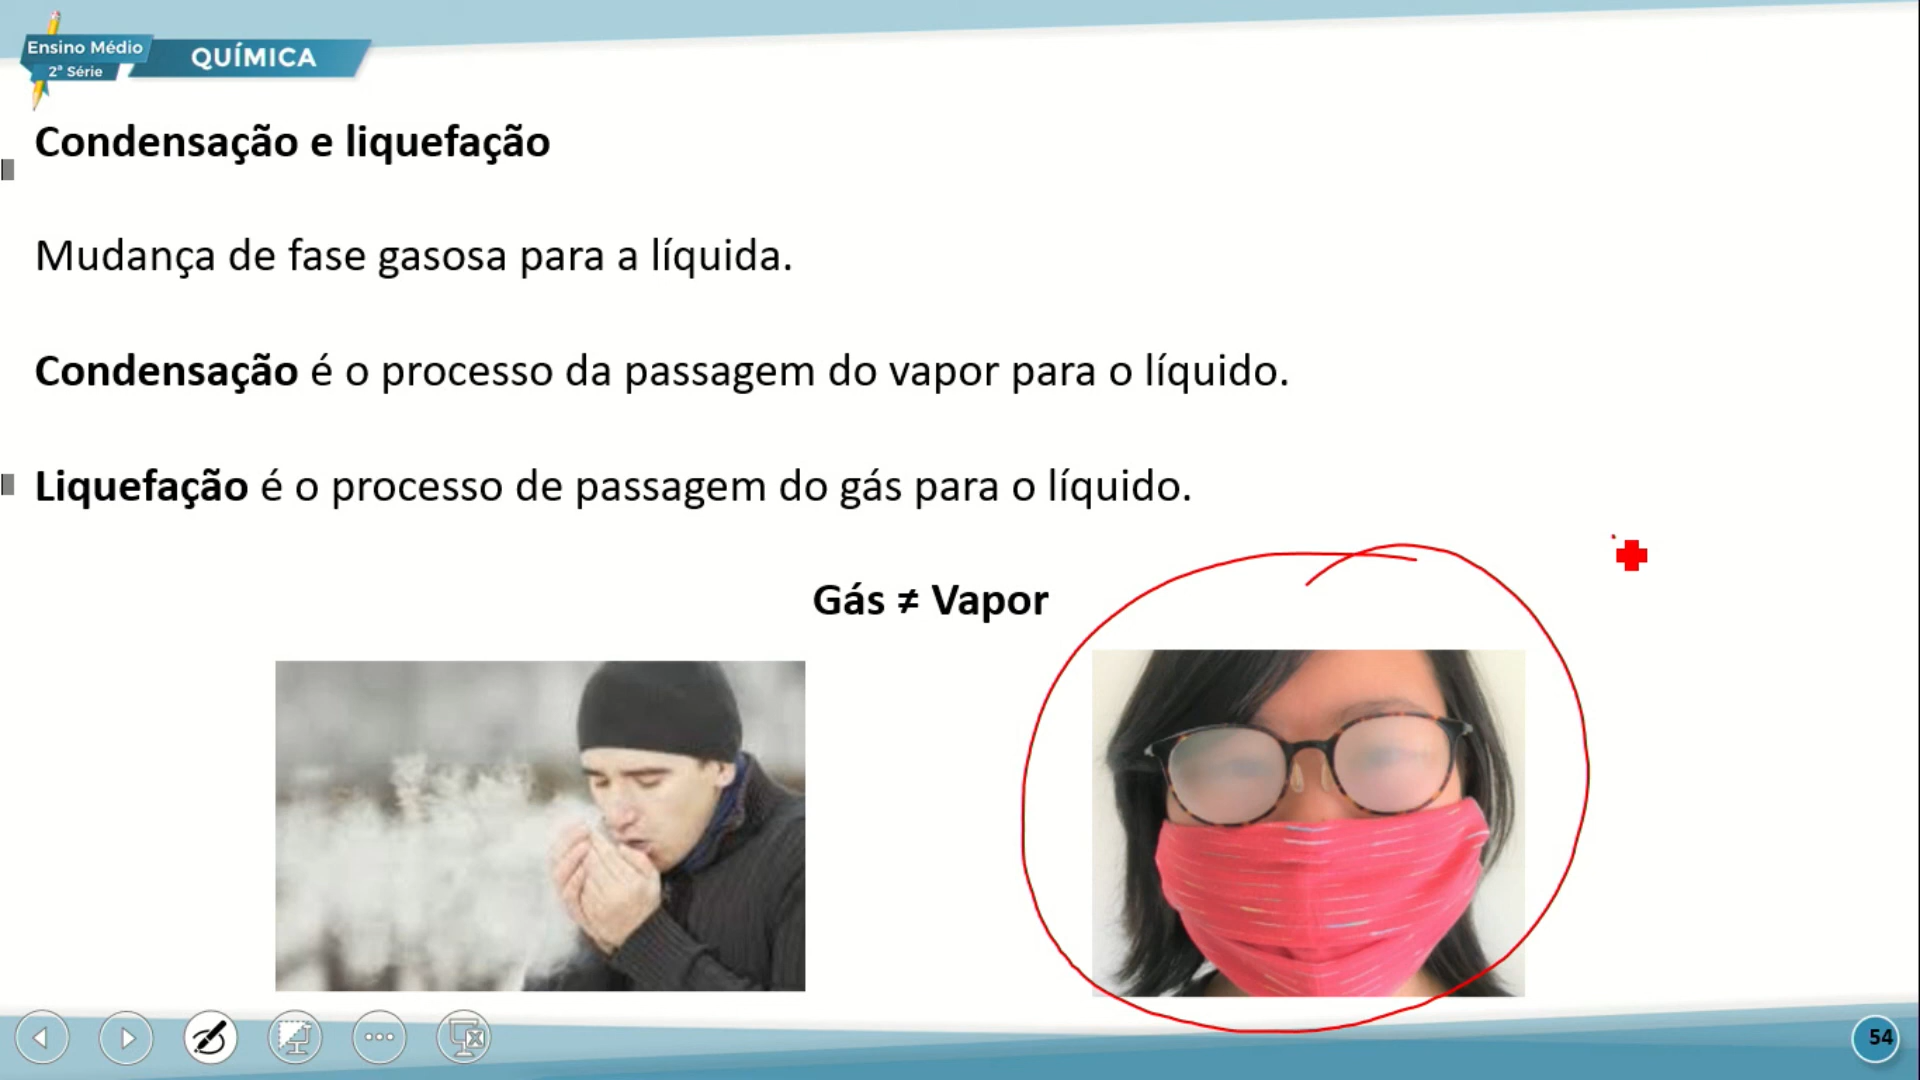 Ensino Médio
2ª Série
QUÍMICA
Condensação e liquefação
Mudança de fase gasosa para a líquida.
Condensação é o processo da passagem do vapor para o líquido.
Liquefação é o processo de passagem do gás para o líquido.
Gás ≠ Vapor
54